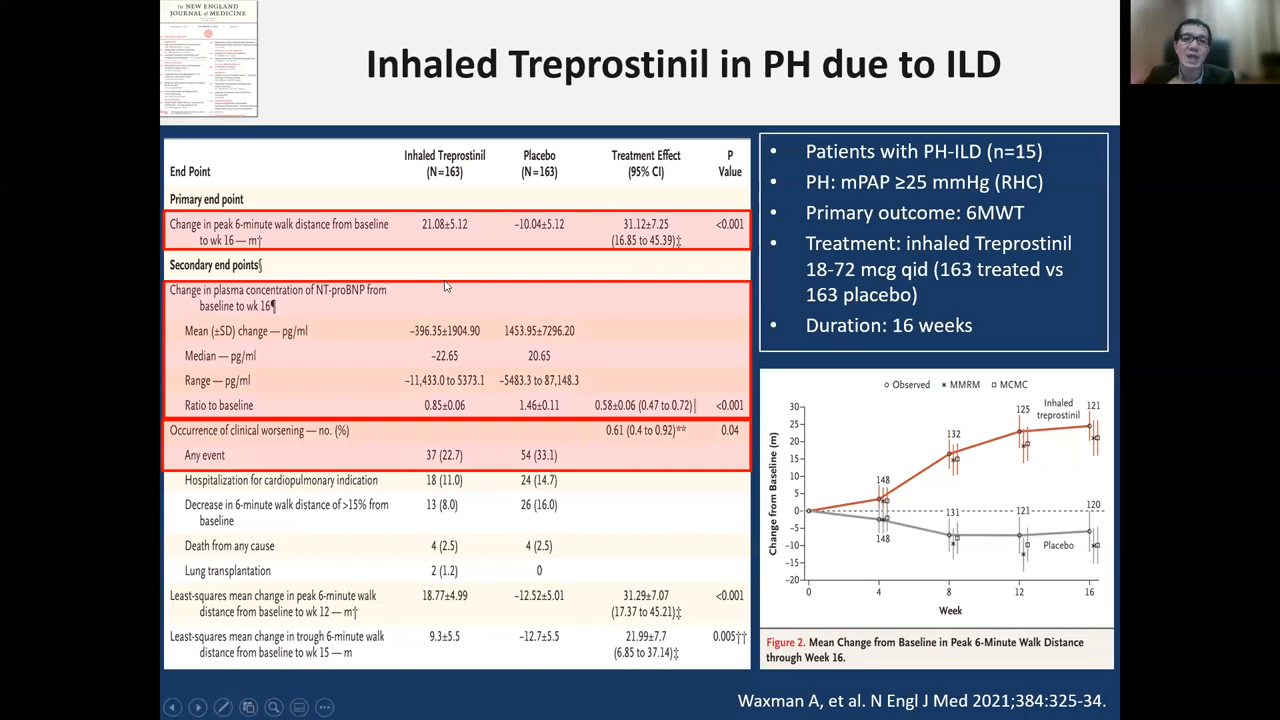 The NEW ENGLAND
JOURNAL of MEDICINE
Inhaled Treprostinil in PH due to ILD
End Point
Inhaled Treprostinil
(N=163)
Placebo
(N=163)
Treatment Effect
(95% CI)
P
Value
Primary end point
Change in peak 6-minute walk distance from baseline
to wk 16 — m†
21.08±5.12
−10.04±5.12
31.12±7.25
(16.85 to 45.39)‡
<0.001
Secondary end points§
Change in plasma concentration of NT-proBNP from
baseline to wk 16¶
Mean (±SD) change — pg/ml
−396.35±1904.90
1453.95±7296.20
Median — pg/ml
−22.65
20.65
Range — pg/ml
−11,433.0 to 5373.1
−5483.3 to 87,148.3
Ratio to baseline
0.85±0.06
1.46±0.11
0.58±0.06 (0.47 to 0.72)‖
<0.001
Occurrence of clinical worsening — no. (%)
0.61 (0.4 to 0.92)**
0.04
Any event
37 (22.7)
54 (33.1)
Hospitalization for cardiopulmonary indication
18 (11.0)
24 (14.7)
Decrease in 6-minute walk distance of >15% from
baseline
13 (8.0)
26 (16.0)
Death from any cause
4 (2.5)
4 (2.5)
Lung transplantation
2 (1.2)
0
Least-squares mean change in peak 6-minute walk
distance from baseline to wk 12 — m†
18.77±4.99
−12.52±5.01
31.29±7.07
(17.37 to 45.21)‡
<0.001
Least-squares mean change in trough 6-minute walk
distance from baseline to wk 15 — m
9.3±5.5
−12.7±5.5
21.99±7.7
(6.85 to 37.14)‡
0.005††
• Patients with PH-ILD (n=15)
• PH: mPAP ≥25 mmHg (RHC)
• Primary outcome: 6MWT
• Treatment: inhaled Treprostinil
18-72 mcg qid (163 treated vs
163 placebo)
• Duration: 16 weeks
Observed MMRM MCMC
Change from Baseline (m)
30
25
20
15
10
5
0
−5
−10
−15
−20
148
132
125
121
Inhaled
treprostinil
148
131
121
120
Placebo
0 4 8 12 16
Week
Figure 2. Mean Change from Baseline in Peak 6-Minute Walk Distance
through Week 16.
Waxman A, et al. N Engl J Med 2021;384:325-34.